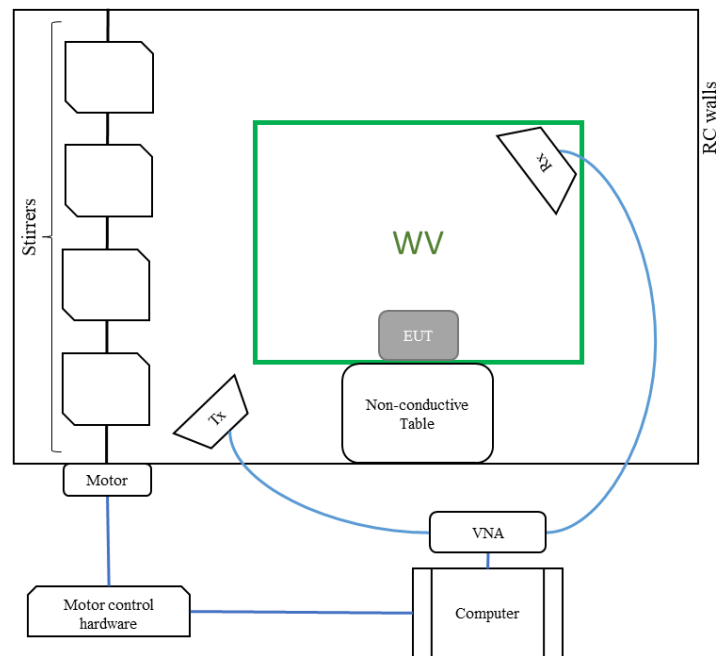 RC walls
Stirrers
Rx
WV
EUT
Tx
Non-conductive
Table
Motor
VNA
Motor control
hardware
Computer